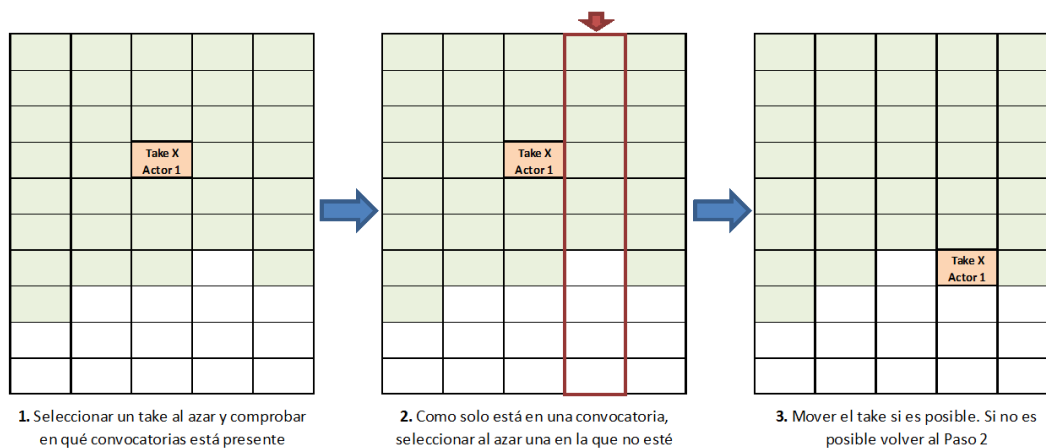 Take X
Actor 1
Take X
Actor 1
Take X
Actor 1
1. Seleccionar un take al azar y comprobar
en qué convocatorias está presente
2. Como solo está en una convocatoria,
seleccionar al azar una en la que no esté
3. Mover el take si es posible. Si no es
posible volver al Paso 2